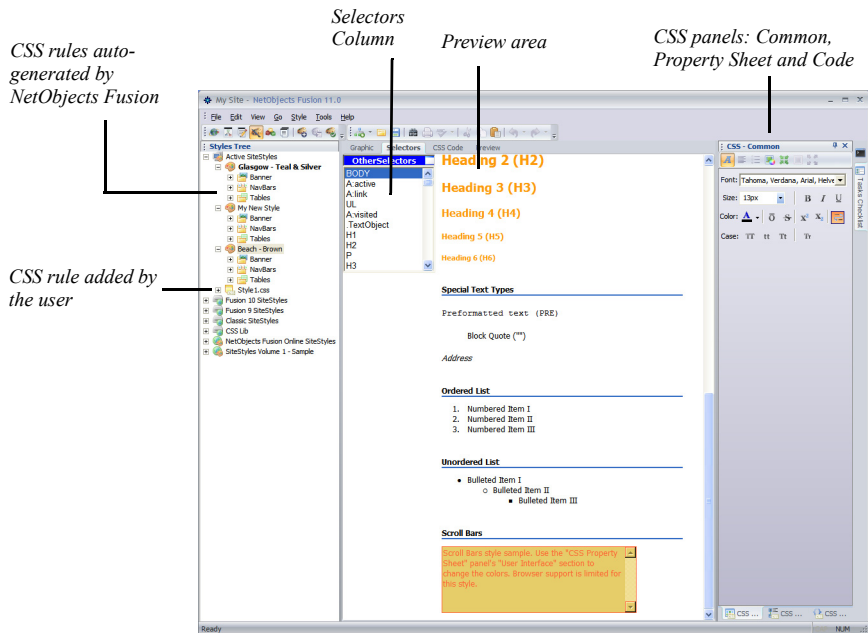 Selectors
Column
Preview area
CSS panels: Common,
Property Sheet and Code
CSS rules auto-
generated by
NetObjects Fusion
CSS rule added by
the user
My Site - NetObjects Fusion 11.0
File Edit View Go Style Tools Help
Styles Tree
Active SiteStyles
Glasgow - Teal & Silver
Banner
NavBars
Tables
My New Style
Banner
NavBars
Tables
Beach - Brown
Banner
NavBars
Tables
Style1.css
Fusion 10 SiteStyles
Fusion 9 SiteStyles
Classic SiteStyles
CSS Lib
NetObjects Fusion Online SiteStyles
SiteStyles Volume 1 - Sample
Graphic Selectors CSS Code Preview
OtherSelectors
BODY
A:active
A:link
UL
A:visited
.TextObject
H1
H2
P
H3
Heading 2 (H2)
Heading 3 (H3)
Heading 4 (H4)
Heading 5 (H5)
Heading 6 (H6)
Special Text Types
Preformatted text (PRE)
Block Quote ("")
Address
Ordered List
1. Numbered Item I
2. Numbered Item II
3. Numbered Item III
Unordered List
Bulleted Item I
Bulleted Item II
Bulleted Item III
Scroll Bars
Scroll Bars style sample. Use the "CSS Property
Sheet" panel's "User Interface" section to
change the colors. Browser support is limited for
this style.
CSS - Common
Font: Tahoma, Verdana, Arial, Helve
Size: 13px B I U
Color: A O S X² X₂
Case: TT tt Tt Tr
Tasks Checklist
CSS ... CSS ... CSS ...
Ready
NUM